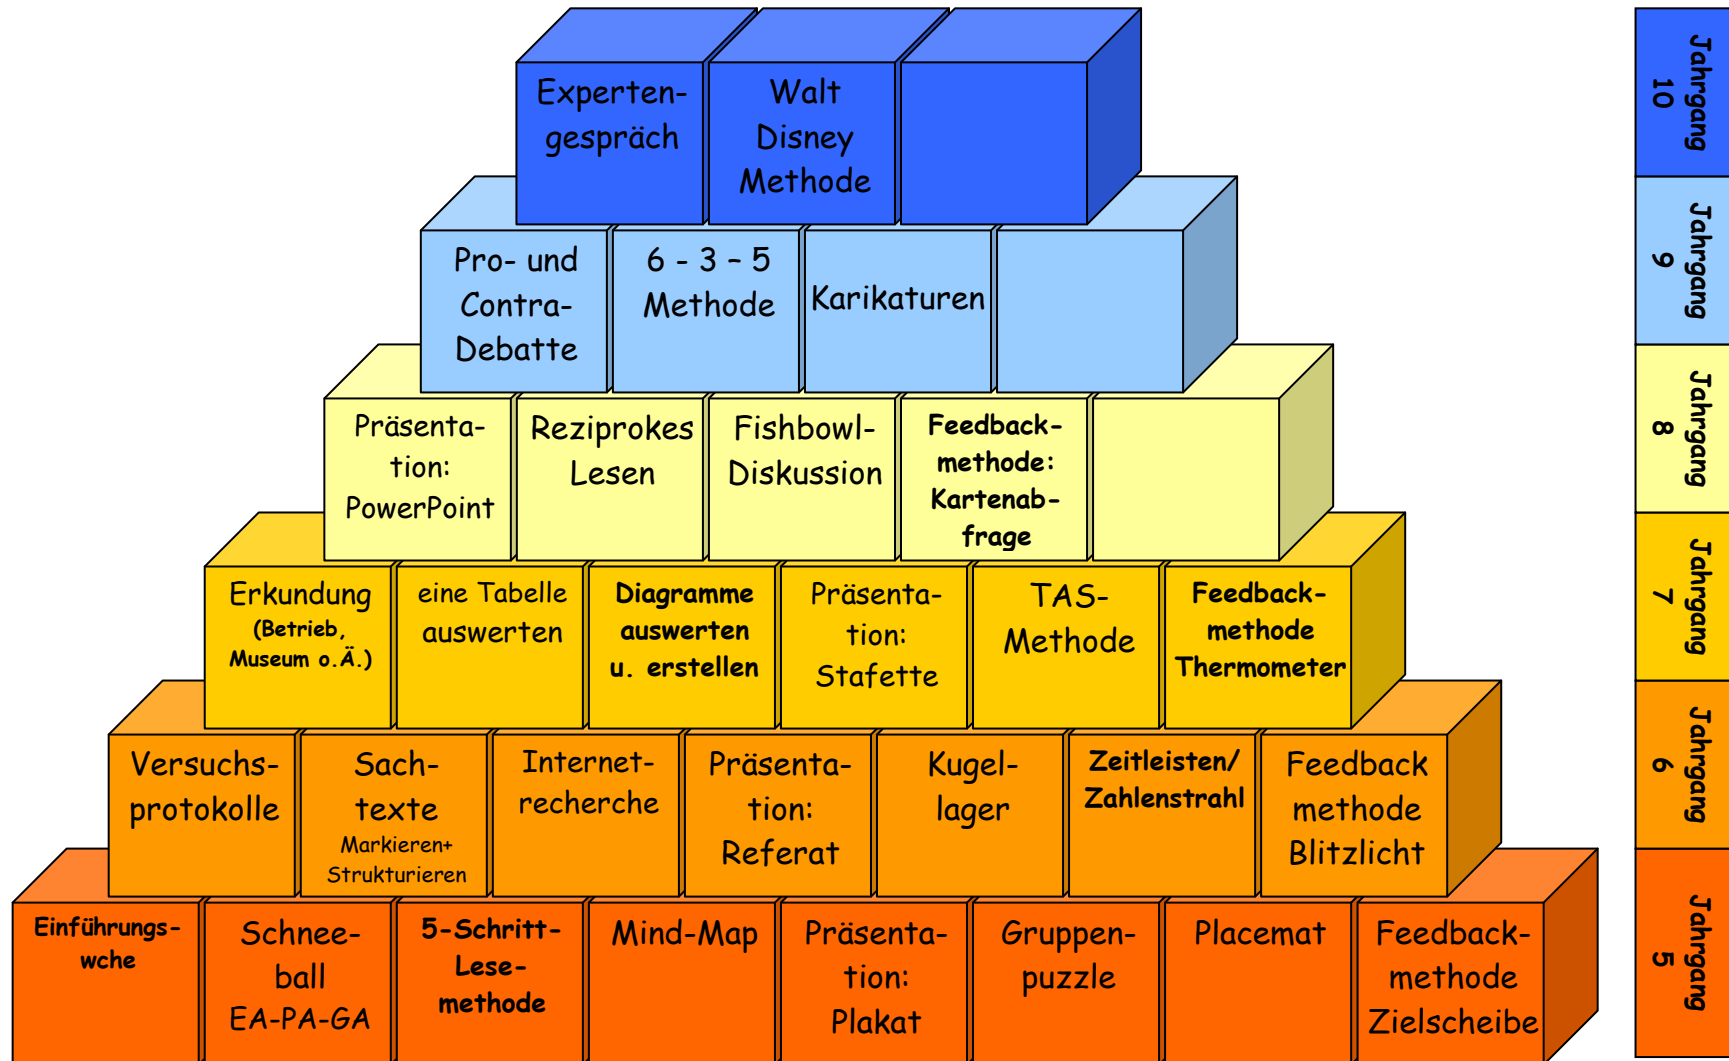 Experten-
gespräch
Walt
Disney
Methode
Jahrgang
10
Pro- und
Contra-
Debatte
6 - 3 – 5
Methode
Karikaturen
Jahrgang
9
Präsenta-
tion:
PowerPoint
Reziprokes
Lesen
Fishbowl-
Diskussion
Feedback-
methode:
Kartenab-
frage
Jahrgang
8
Erkundung
(Betrieb,
Museum o.Ä.)
eine Tabelle
auswerten
Diagramme
auswerten
u. erstellen
Präsenta-
tion:
Stafette
TAS-
Methode
Feedback-
methode
Thermometer
Jahrgang
7
Versuchs-
protokolle
Sach-
texte
Markieren+
Strukturieren
Internet-
recherche
Präsenta-
tion:
Referat
Kugel-
lager
Zeitleisten/
Zahlenstrahl
Feedback
methode
Blitzlicht
Jahrgang
6
Einführungs-
wche
Schnee-
ball
EA-PA-GA
5-Schritt-
Lese-
methode
Mind-Map
Präsenta-
tion:
Plakat
Gruppen-
puzzle
Placemat
Feedback-
methode
Zielscheibe
Jahrgang
5